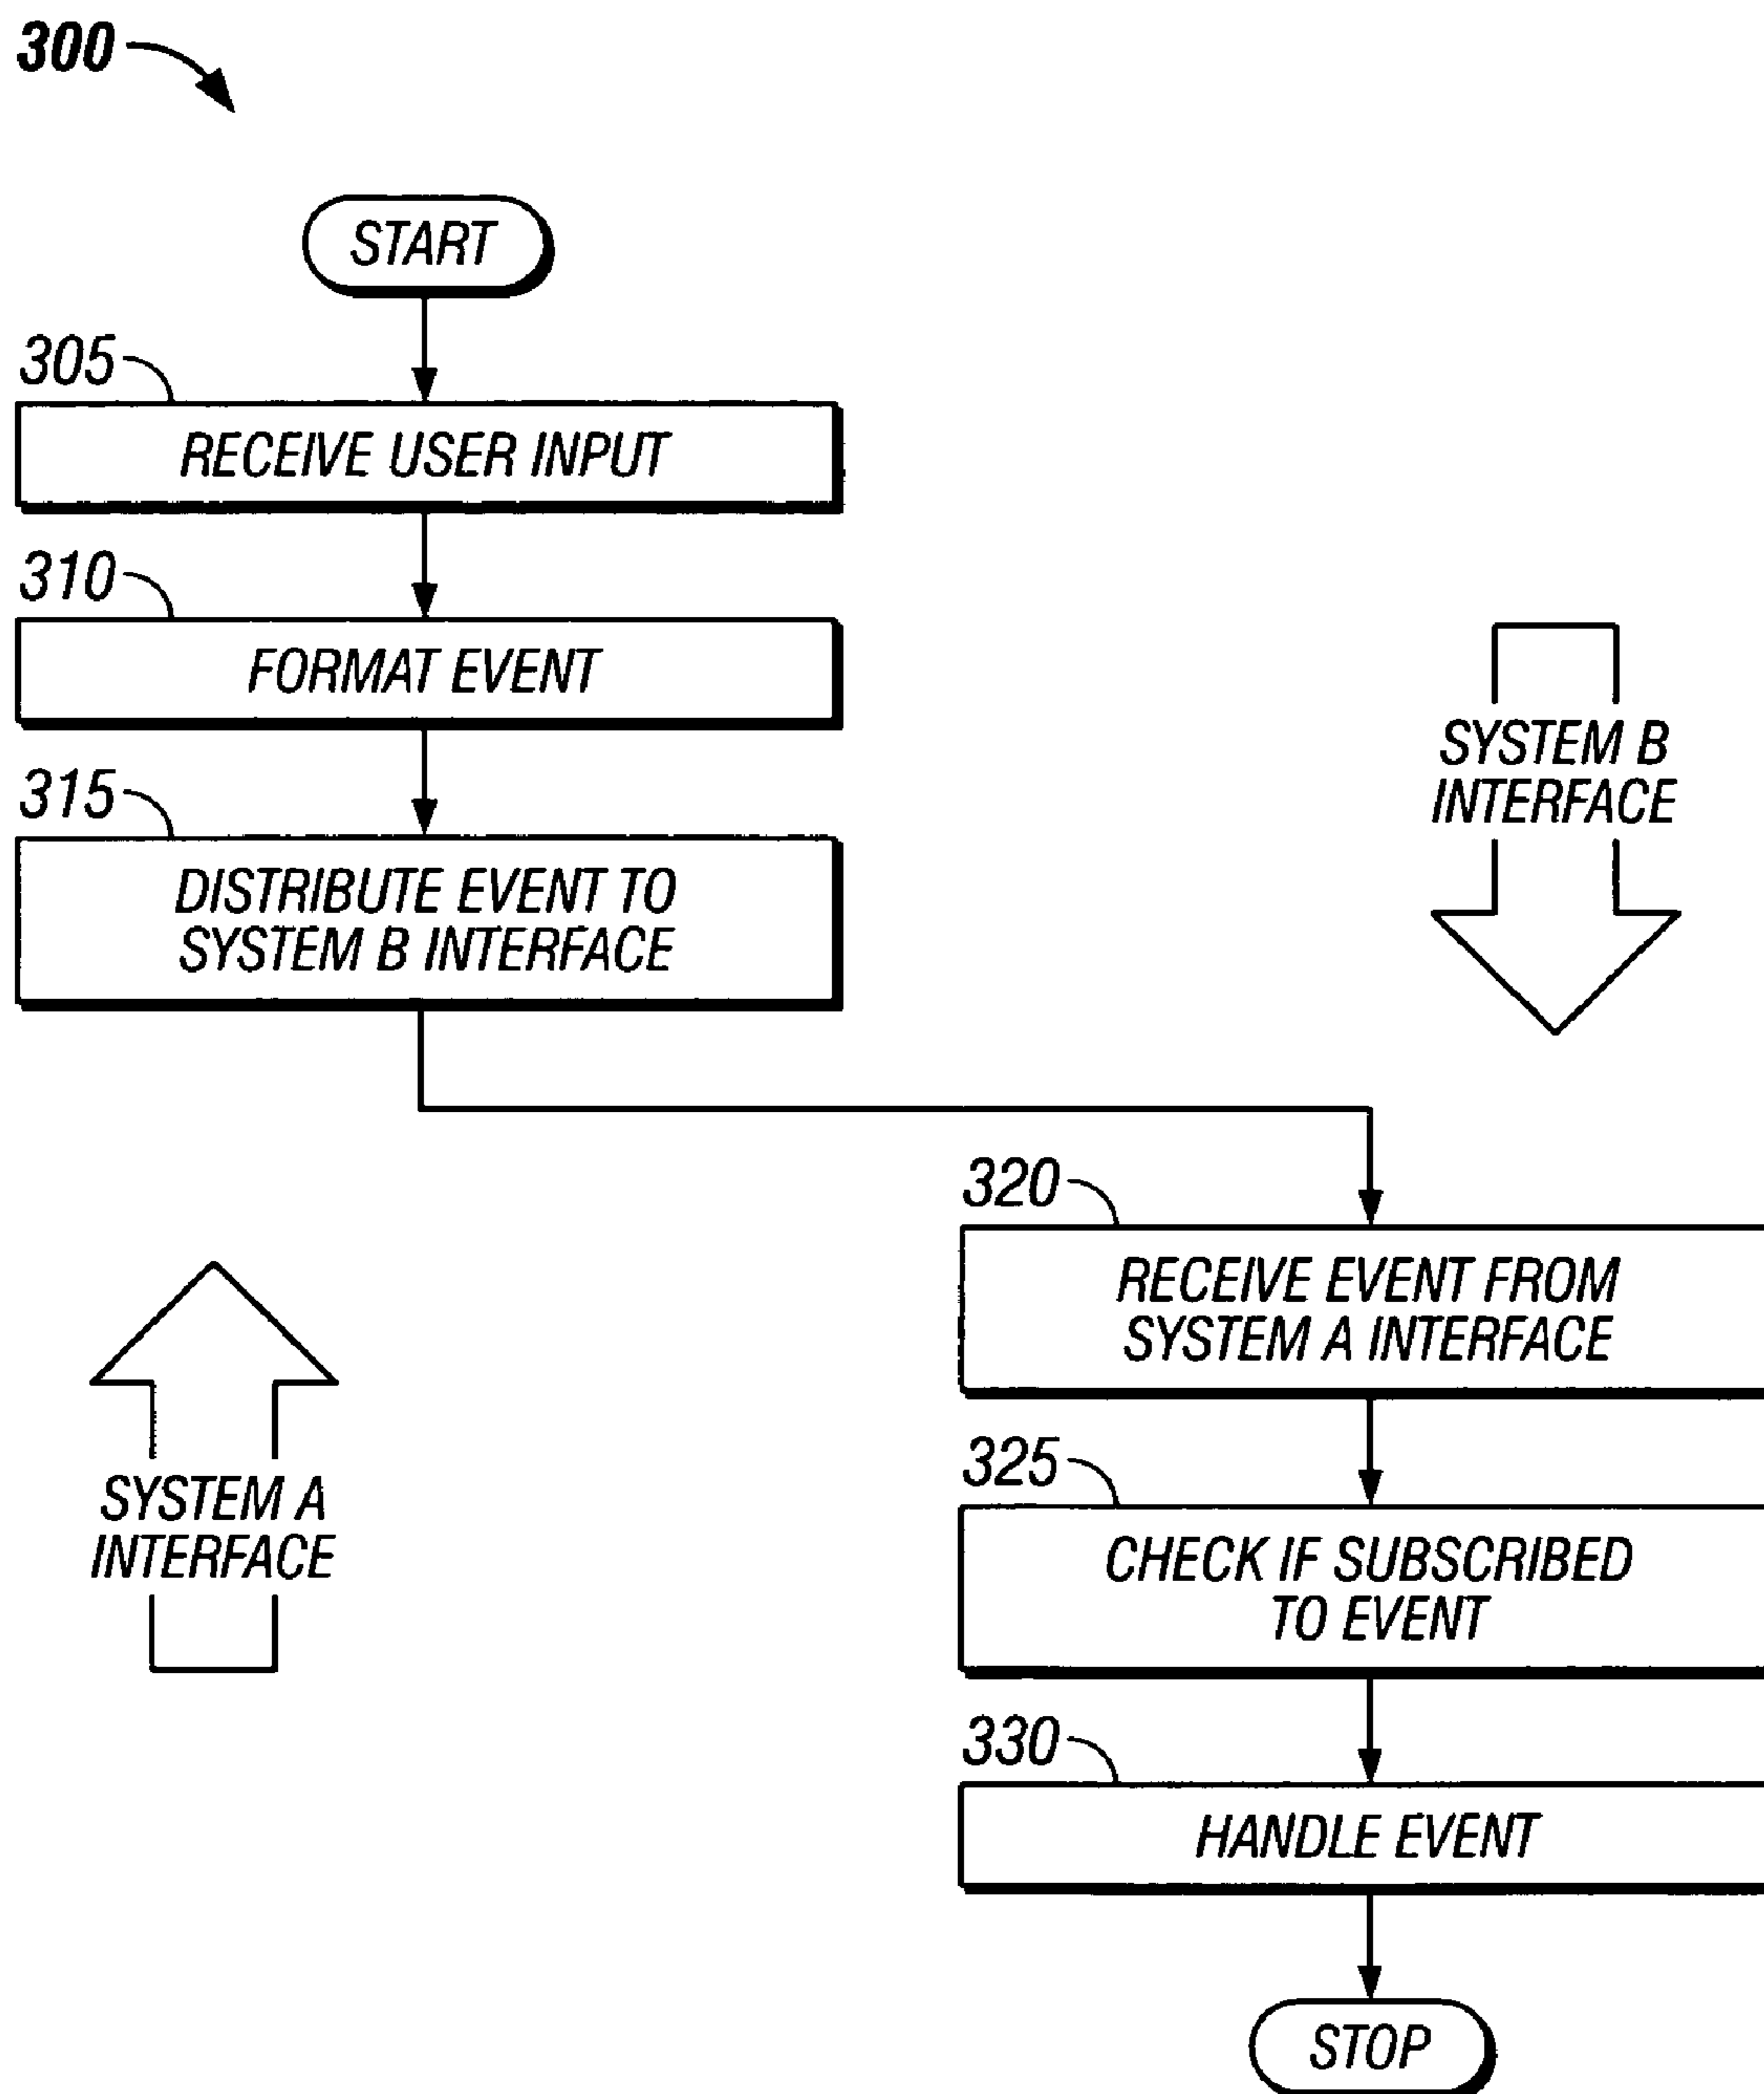 300
START
305
RECEIVE USER INPUT
310
FORMAT EVENT
315
DISTRIBUTE EVENT TO
SYSTEM B INTERFACE
SYSTEM B
INTERFACE
320
RECEIVE EVENT FROM
SYSTEM A INTERFACE
SYSTEM A
INTERFACE
325
CHECK IF SUBSCRIBED
TO EVENT
330
HANDLE EVENT
STOP